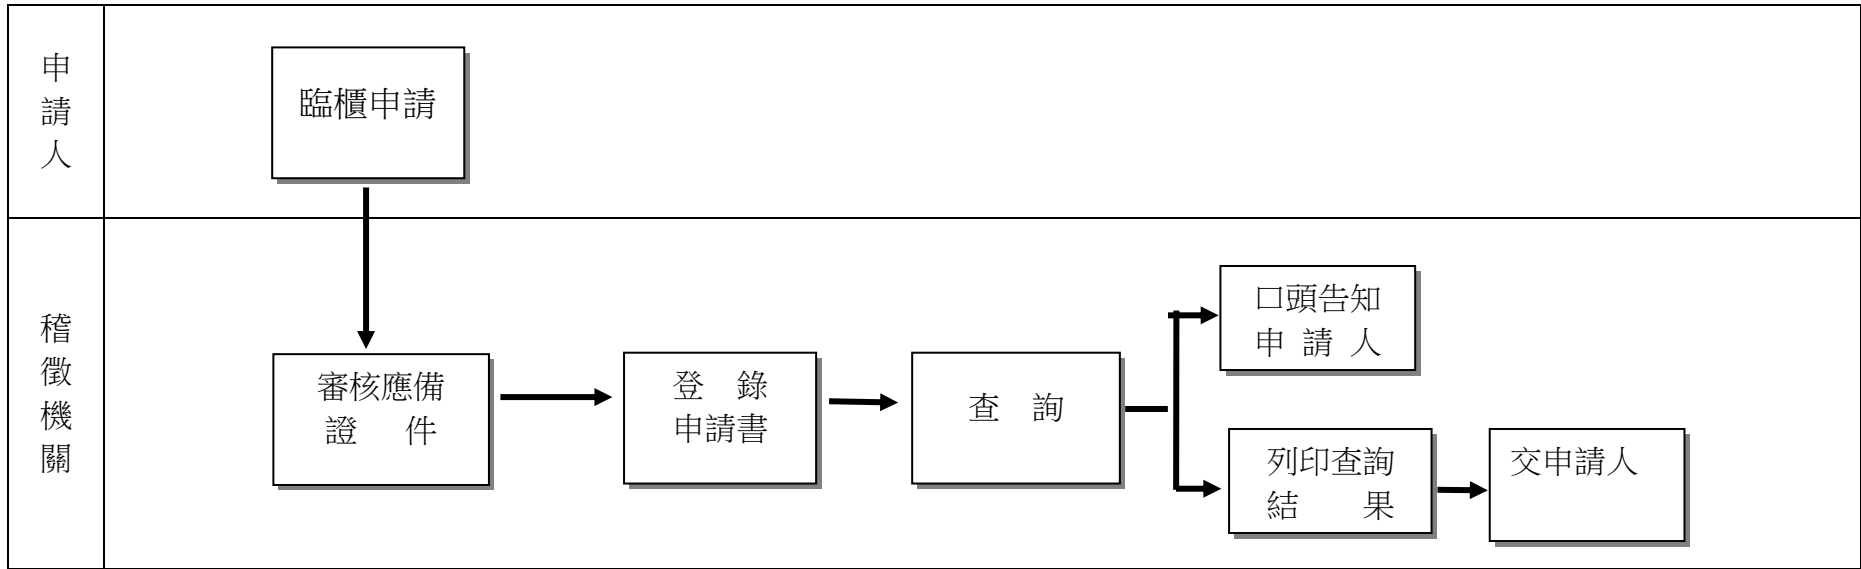 申請人
臨櫃申請
稽徵機關
審核應備
證　件
登　錄
申請書
查　詢
口頭告知
申 請 人
列印查詢
結　果
交申請人